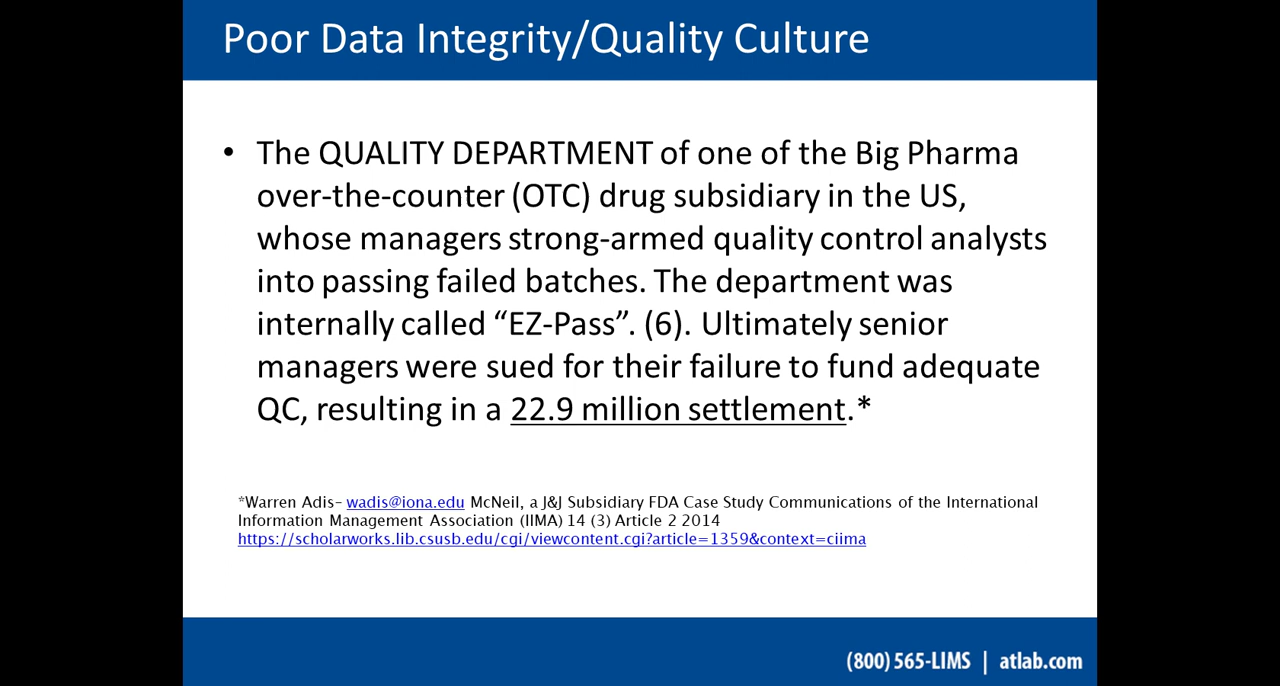 Poor Data Integrity/Quality Culture
• The QUALITY DEPARTMENT of one of the Big Pharma
over-the-counter (OTC) drug subsidiary in the US,
whose managers strong-armed quality control analysts
into passing failed batches. The department was
internally called “EZ-Pass”. (6). Ultimately senior
managers were sued for their failure to fund adequate
QC, resulting in a 22.9 million settlement.*
*Warren Adis– wadis@iona.edu McNeil, a J&J Subsidiary FDA Case Study Communications of the International
Information Management Association (IIMA) 14 (3) Article 2 2014
https://scholarworks.lib.csusb.edu/cgi/viewcontent.cgi?article=1359&context=ciima
(800) 565-LIMS | atlab.com